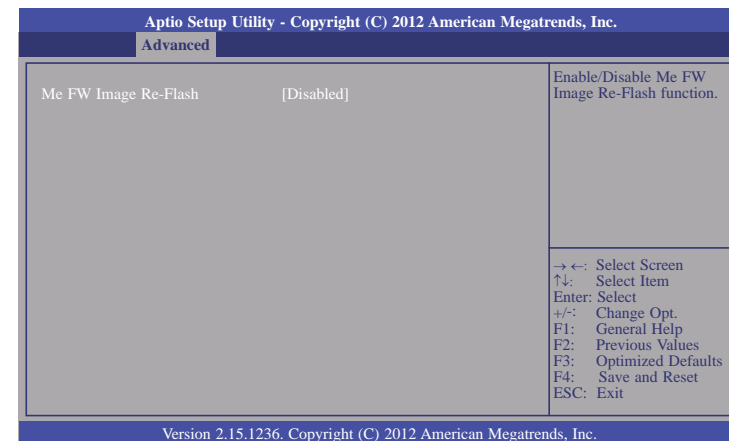 Aptio Setup Utility - Copyright (C) 2012 American Megatrends, Inc.
Advanced
Me FW Image Re-Flash [Disabled]
Enable/Disable Me FW
Image Re-Flash function.
→ ←: Select Screen
↑↓: Select Item
Enter: Select
+/-: Change Opt.
F1: General Help
F2: Previous Values
F3: Optimized Defaults
F4: Save and Reset
ESC: Exit
Version 2.15.1236. Copyright (C) 2012 American Megatrends, Inc.